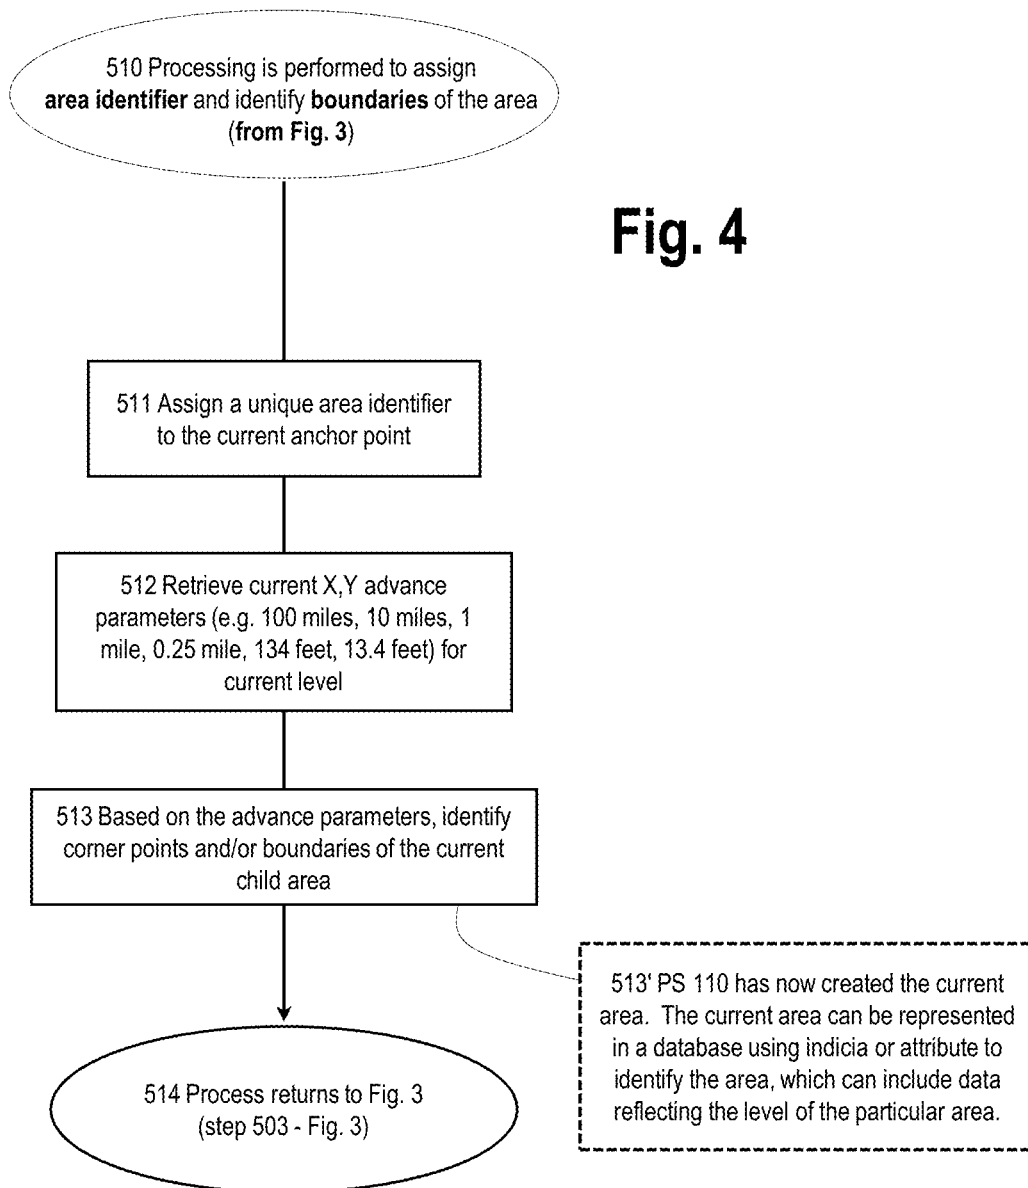 510 Processing is performed to assign
area identifier and identify boundaries of the area
(from Fig. 3)
Fig. 4
511 Assign a unique area identifier
to the current anchor point
512 Retrieve current X,Y advance
parameters (e.g. 100 miles, 10 miles, 1
mile, 0.25 mile, 134 feet, 13.4 feet) for
current level
513 Based on the advance parameters, identify
corner points and/or boundaries of the current
child area
513' PS 110 has now created the current
area. The current area can be represented
in a database using indicia or attribute to
identify the area, which can include data
reflecting the level of the particular area.
514 Process returns to Fig. 3
(step 503 - Fig. 3)